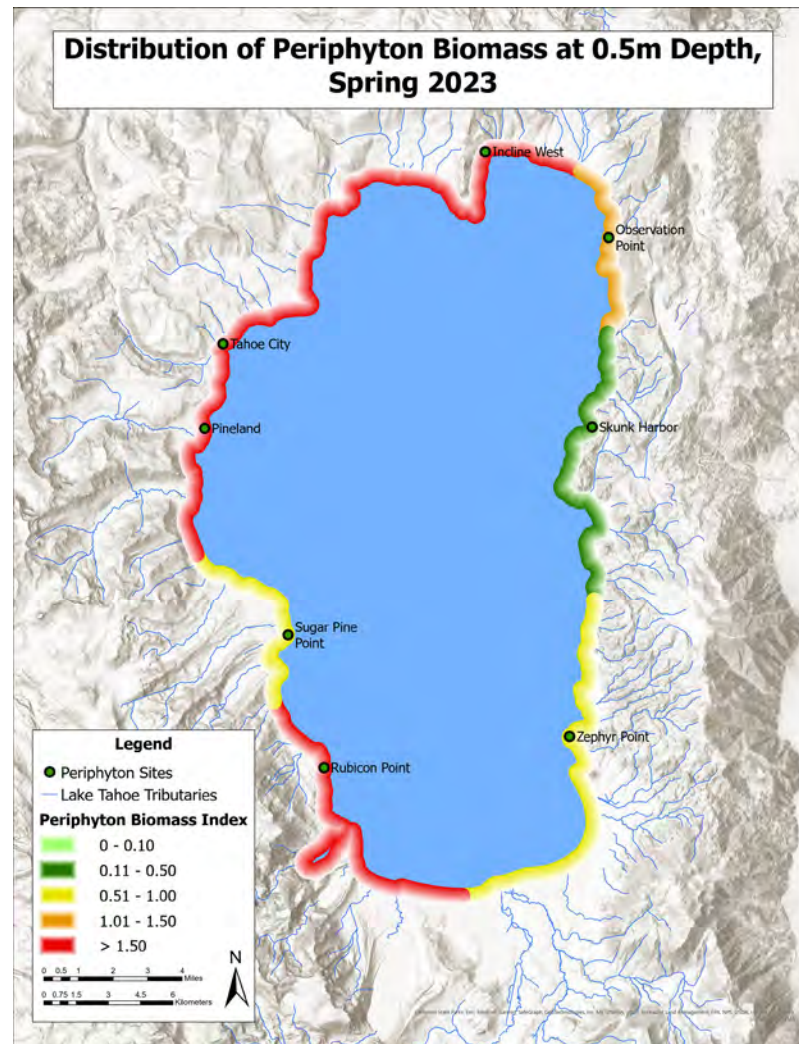 Distribution of Periphyton Biomass at 0.5m Depth,
Spring 2023
Incline West
Observation
Point
Tahoe City
Pineland
Skunk Harbor
Sugar Pine
Point
Zephyr Point
Rubicon Point
Legend
Periphyton Sites
Lake Tahoe Tributaries
Periphyton Biomass Index
0 - 0.10
0.11 - 0.50
0.51 - 1.00
1.01 - 1.50
> 1.50
N
0 0.5 1 2 3 4
Miles
0 0.75 1.5 3 4.5 6
Kilometers